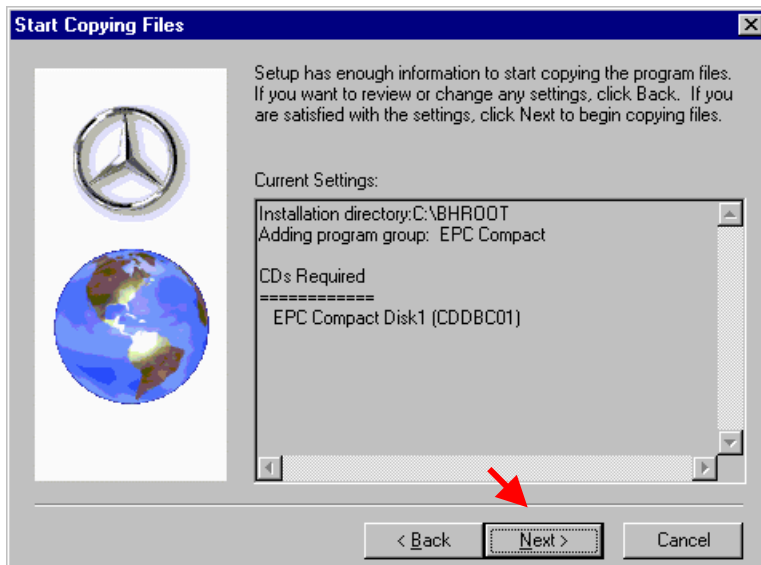 Start Copying Files
Setup has enough information to start copying the program files.
If you want to review or change any settings, click Back.  If you
are satisfied with the settings, click Next to begin copying files.
Current Settings:
Installation directory:C:\BHROOT
Adding program group:  EPC Compact
CDs Required
============
EPC Compact Disk1 (CDDBC01)
< Back
Next >
Cancel